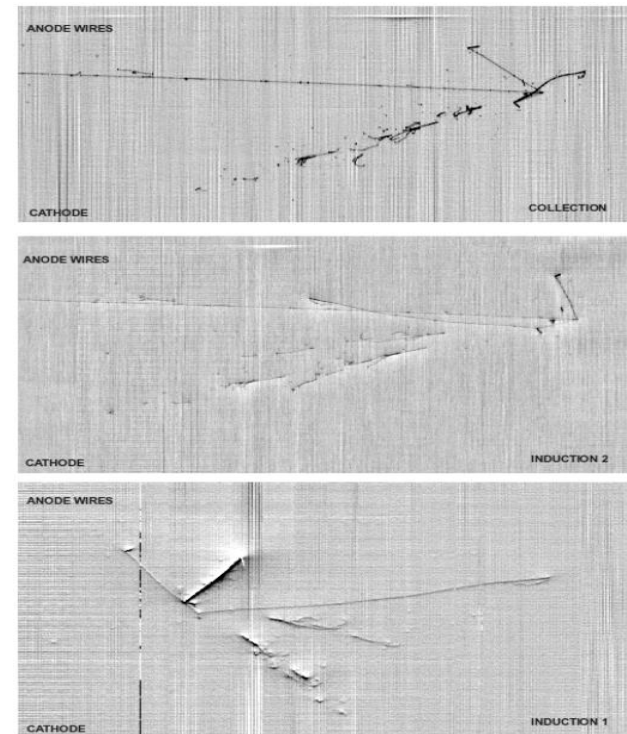 ANODE WIRES
CATHODE
COLLECTION
ANODE WIRES
CATHODE
INDUCTION 2
ANODE WIRES
CATHODE
INDUCTION 1